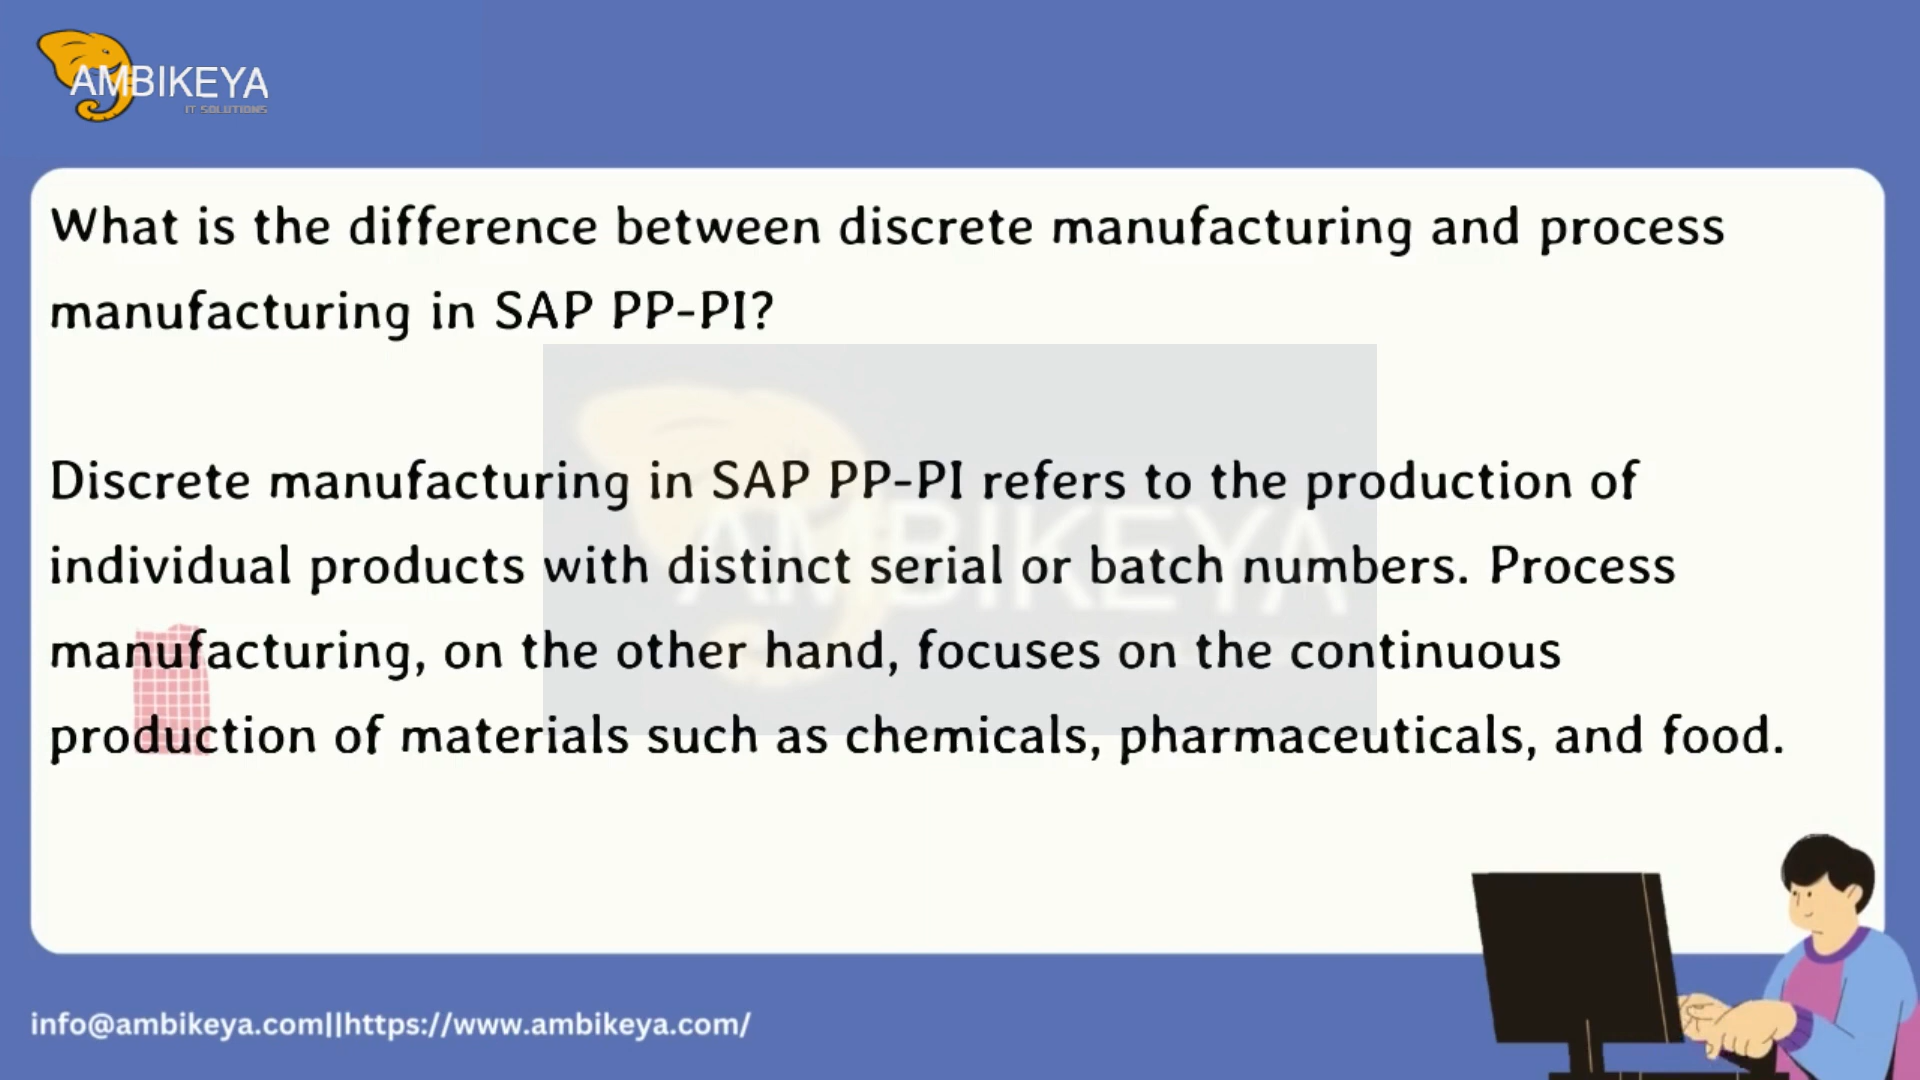 AMBIKEYA
IT SOLUTIONS
What is the difference between discrete manufacturing and process
manufacturing in SAP PP-PI?
Discrete manufacturing in SAP PP-PI refers to the production of
individual products with distinct serial or batch numbers. Process
manufacturing, on the other hand, focuses on the continuous
production of materials such as chemicals, pharmaceuticals, and food.
AMBIKEYA
info@ambikeya.com||https://www.ambikeya.com/